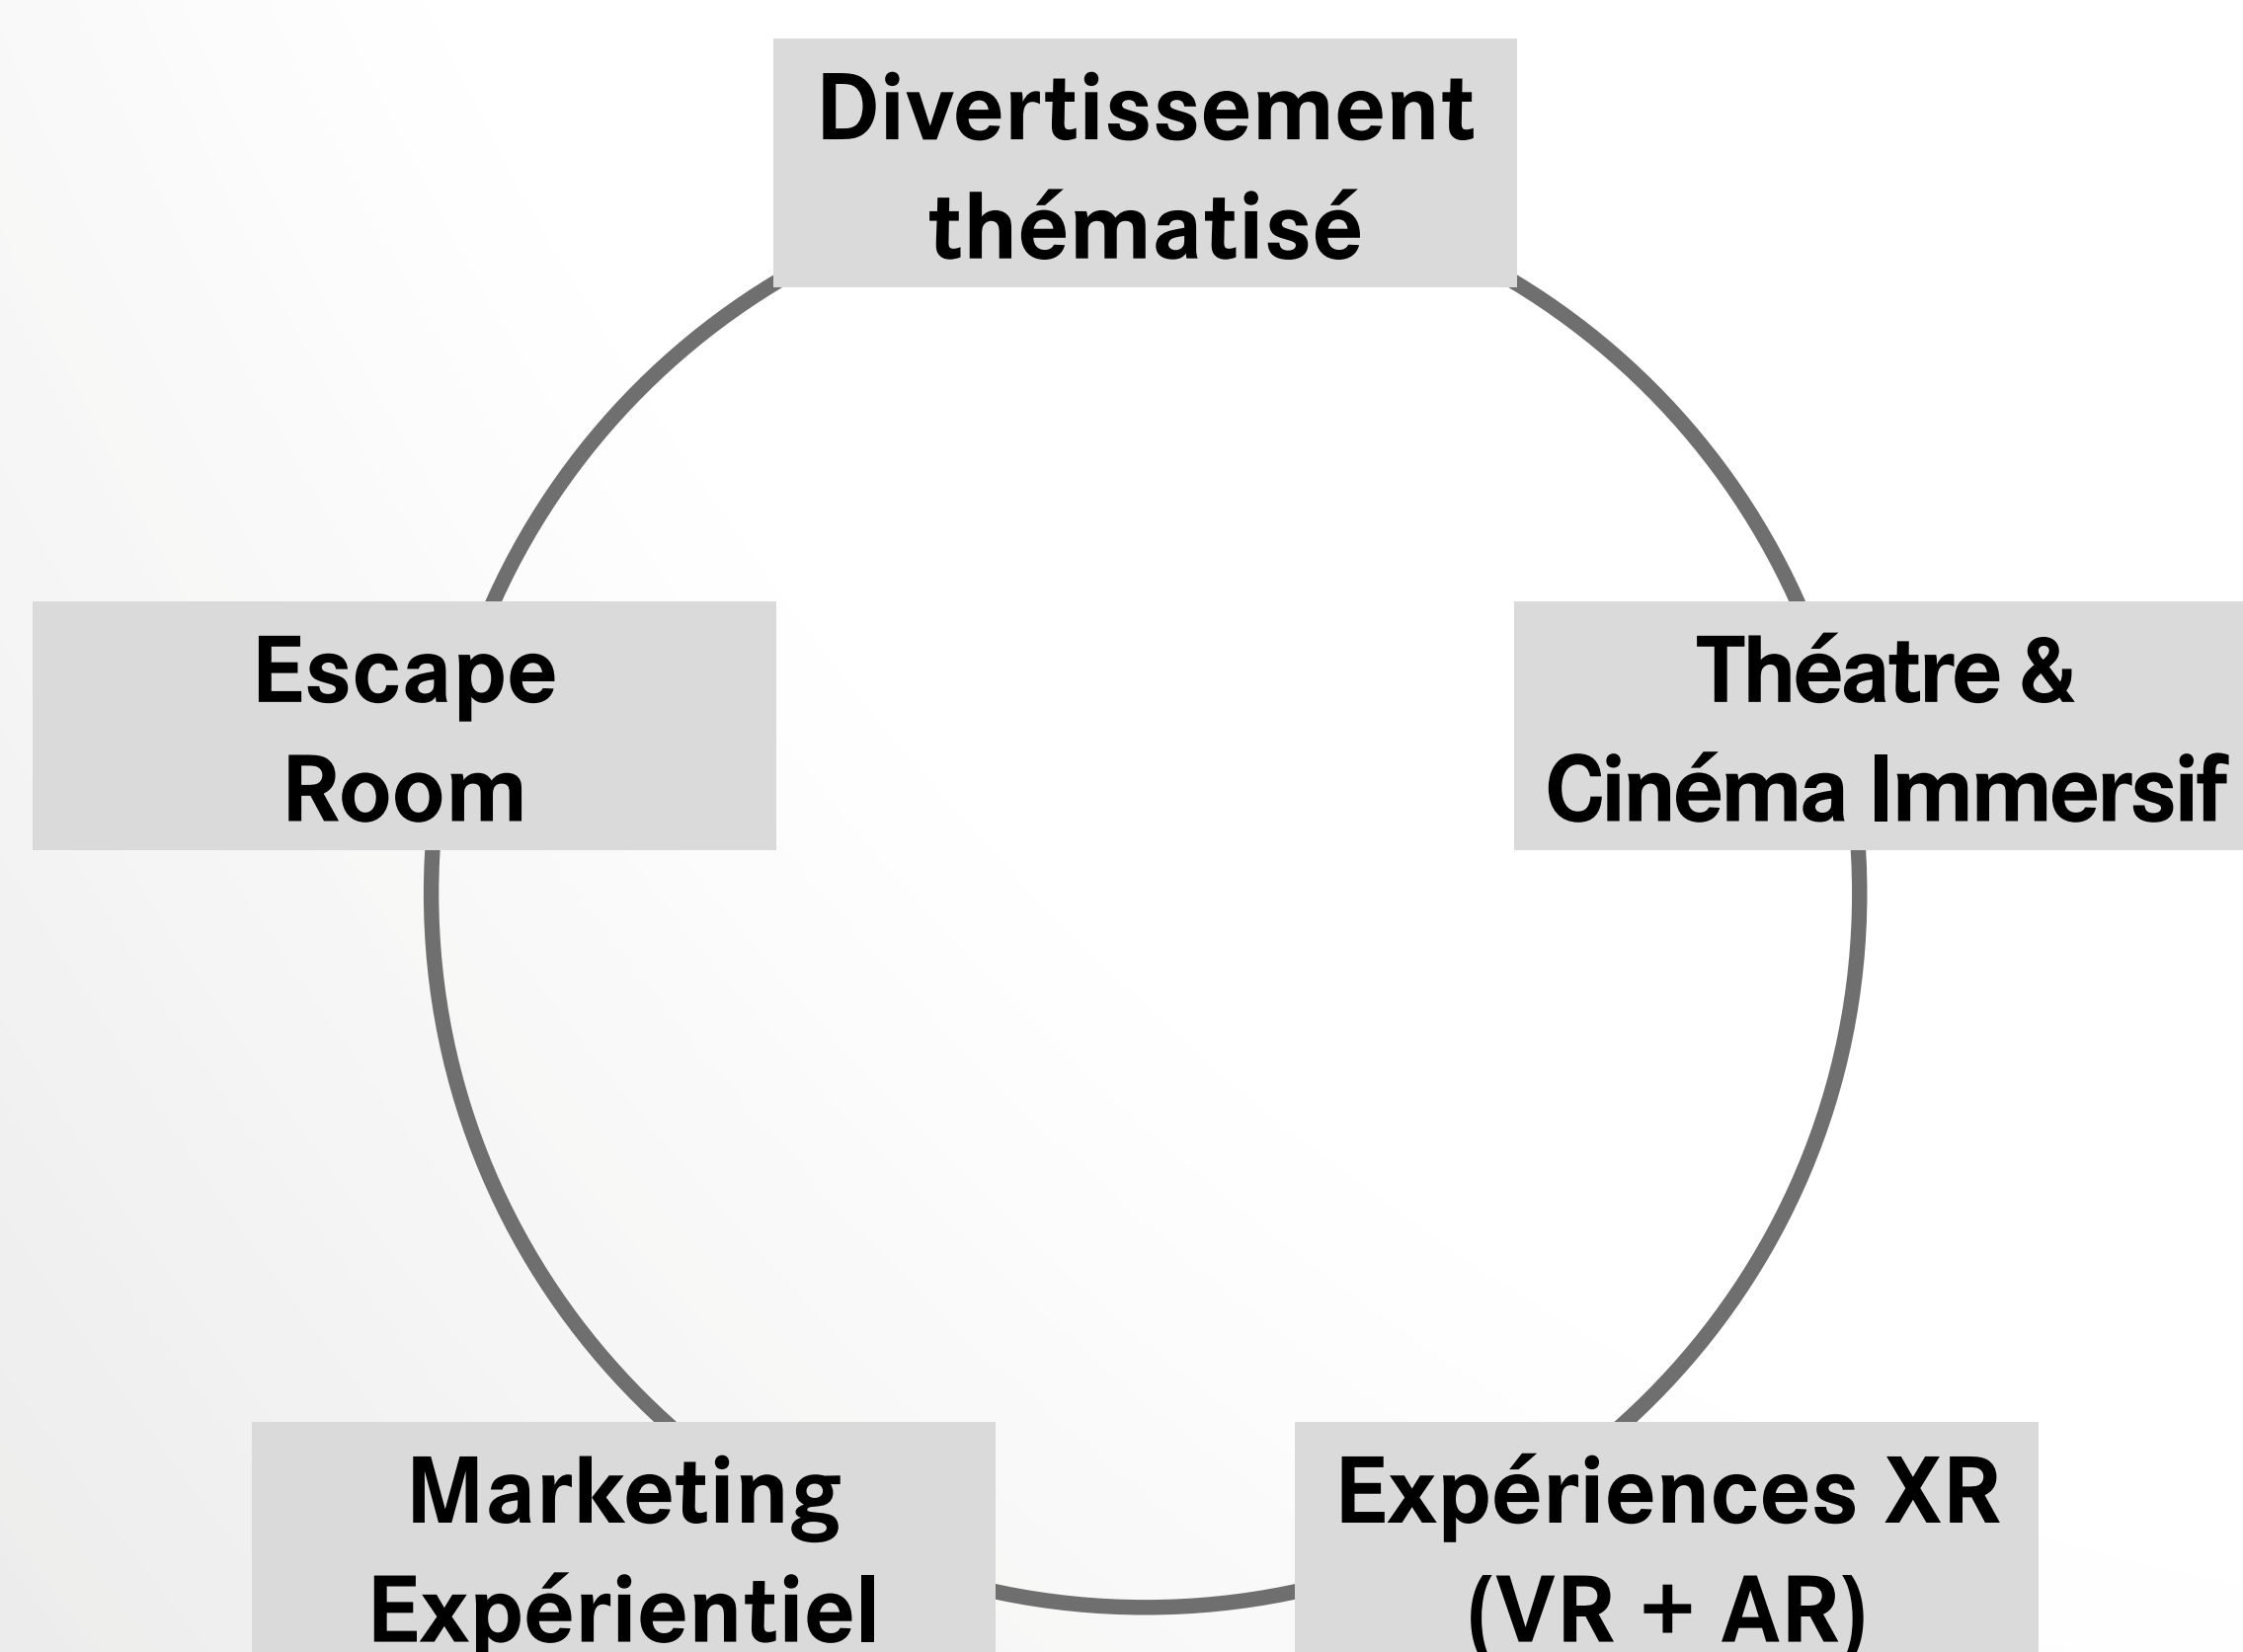 Divertissement
thématisé
Escape
Room
Théatre &
Cinéma Immersif
Marketing
Expérientiel
Expériences XR
(VR + AR)